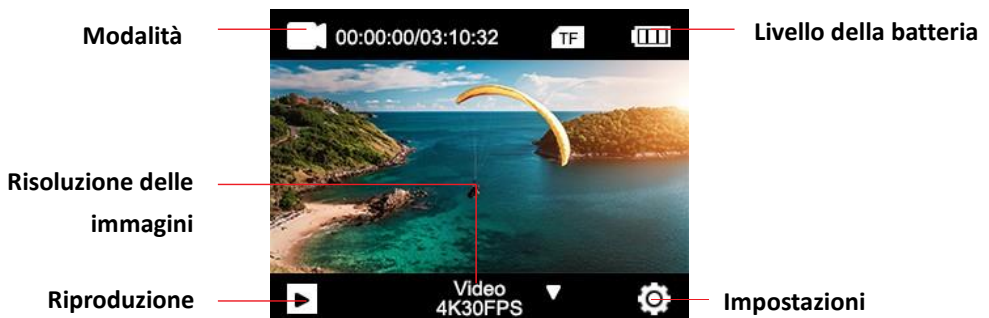 Modalità
00:00:00/03:10:32
TF
Livello della batteria
Risoluzione delle
immagini
Riproduzione
Video
4K30FPS
Impostazioni